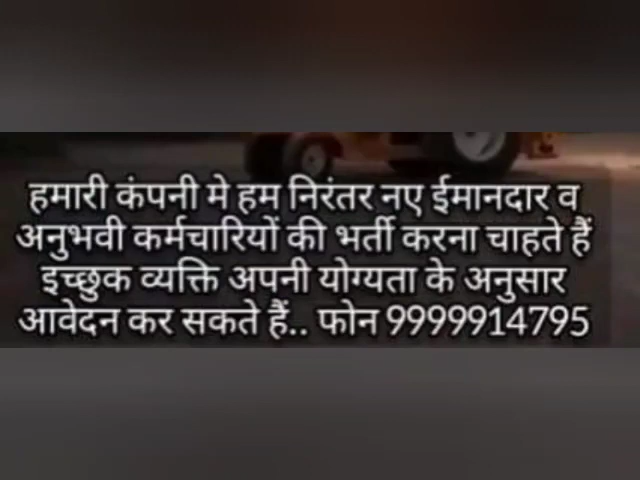 हमारी कंपनी मे हम निरंतर नए ईमानदार व
अनुभवी कर्मचारियों की भर्ती करना चाहते हैं
इच्छुक व्यक्ति अपनी योग्यता के अनुसार
आवेदन कर सकते हैं.. फोन 9999914795